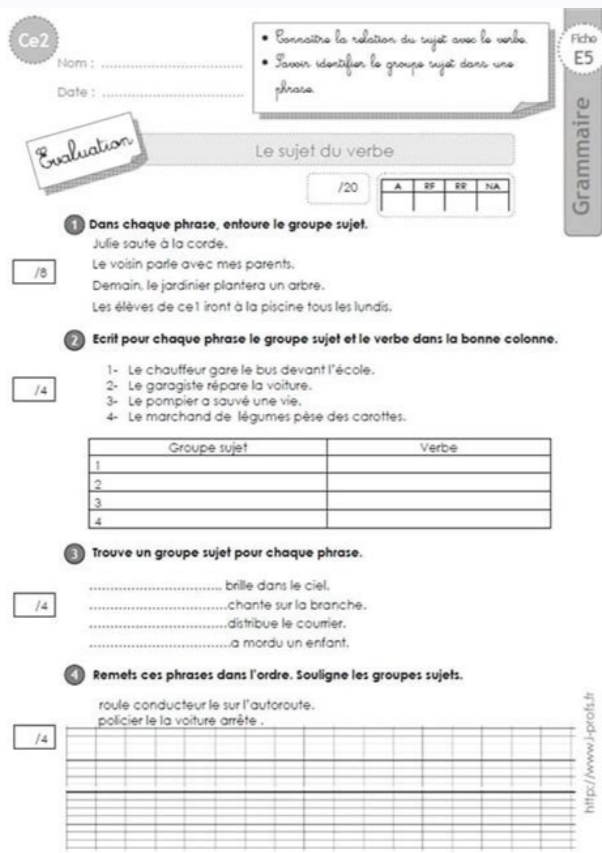 Ce2
Nom : ........................................
Date : ........................................
• Connaître la relation du sujet avec le verbe.
• Savoir identifier le groupe sujet dans une
phrase.
Fiche
E5
Grammaire
Evaluation
Le sujet du verbe
/20
A RF RR NA
1 Dans chaque phrase, entoure le groupe sujet.
Julie saute à la corde.
Le voisin parle avec mes parents.
Demain, le jardinier plantera un arbre.
Les élèves de ce1 iront à la piscine tous les lundis.
/8
2 Ecrit pour chaque phrase le groupe sujet et le verbe dans la bonne colonne.
1- Le chauffeur gare le bus devant l'école.
2- Le garagiste répare la voiture.
3- Le pompier a sauvé une vie.
4- Le marchand de légumes pèse des carottes.
/4
Groupe sujet Verbe
1
2
3
4
3 Trouve un groupe sujet pour chaque phrase.
.................................. brille dans le ciel.
...................................chante sur la branche.
...................................distribue le courrier.
...................................a mordu un enfant.
/4
4 Remets ces phrases dans l'ordre. Souligne les groupes sujets.
roule conducteur le sur l'autoroute.
policier le la voiture arrête .
/4
http://www.i-profs.fr